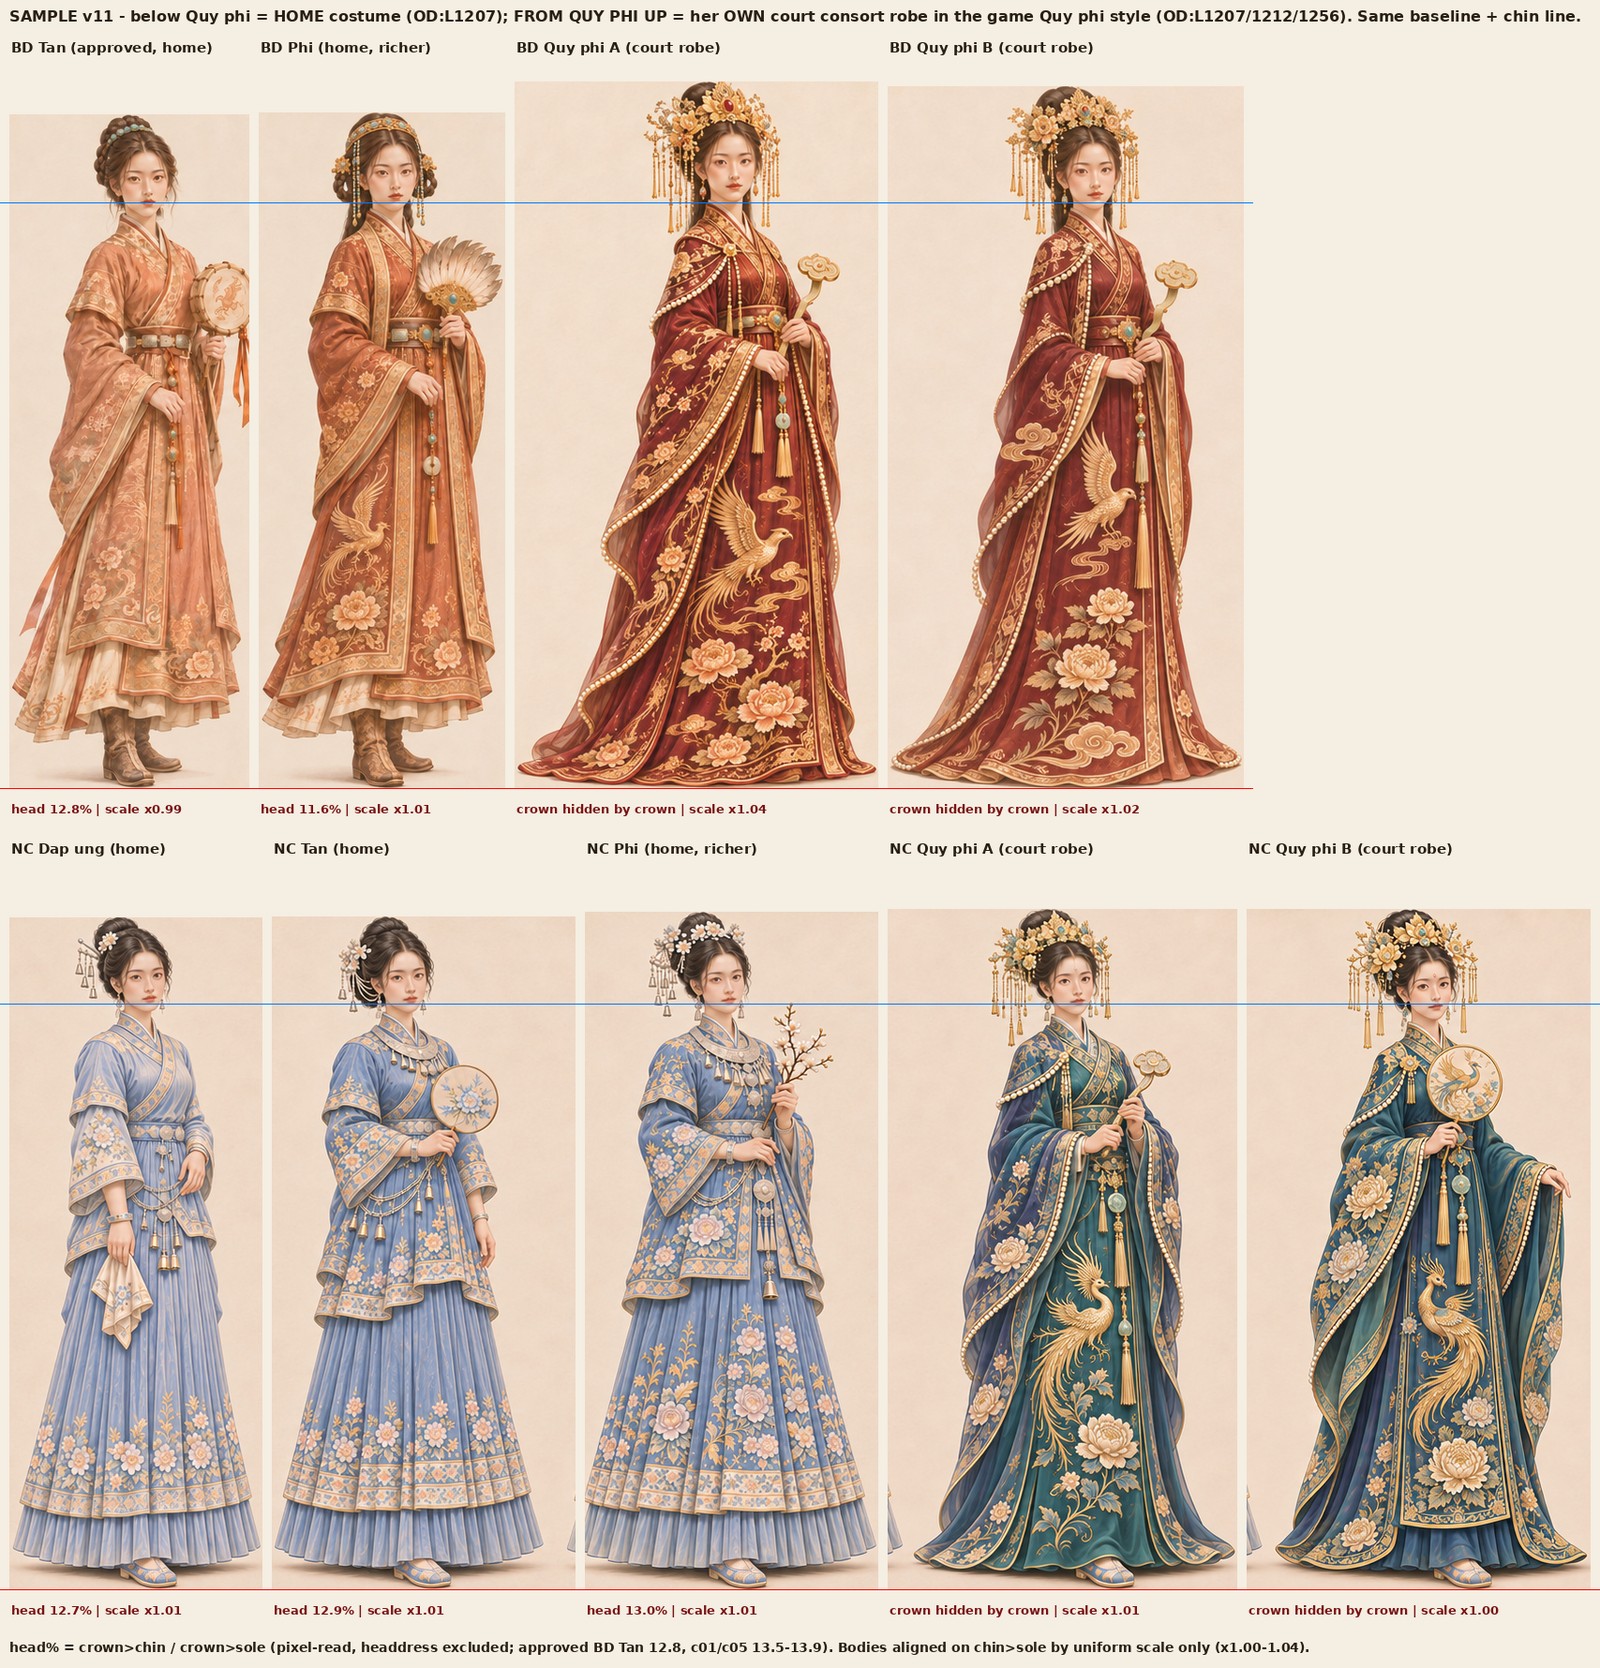 SAMPLE v11 - below Quy phi = HOME costume (OD:L1207); FROM QUY PHI UP = her OWN court consort robe in the game Quy phi style (OD:L1207/1212/1256). Same baseline + chin line.
BD Tan (approved, home)
BD Phi (home, richer)
BD Quy phi A (court robe)
BD Quy phi B (court robe)
head 12.8% | scale x0.99
head 11.6% | scale x1.01
crown hidden by crown | scale x1.04
crown hidden by crown | scale x1.02
NC Dap ung (home)
NC Tan (home)
NC Phi (home, richer)
NC Quy phi A (court robe)
NC Quy phi B (court robe)
head 12.7% | scale x1.01
head 12.9% | scale x1.01
head 13.0% | scale x1.01
crown hidden by crown | scale x1.01
crown hidden by crown | scale x1.00
head% = crown>chin / crown>sole (pixel-read, headdress excluded; approved BD Tan 12.8, c01/c05 13.5-13.9). Bodies aligned on chin>sole by uniform scale only (x1.00-1.04).